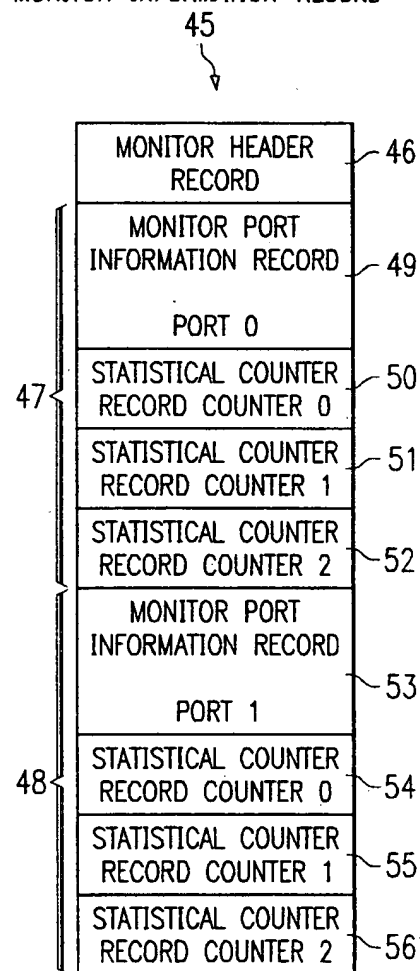 MONITOR INFORMATION RECORD
45
MONITOR HEADER
RECORD
46
MONITOR PORT
INFORMATION RECORD
49
PORT 0
STATISTICAL COUNTER
RECORD COUNTER 0
50
47
STATISTICAL COUNTER
RECORD COUNTER 1
51
STATISTICAL COUNTER
RECORD COUNTER 2
52
MONITOR PORT
INFORMATION RECORD
53
PORT 1
STATISTICAL COUNTER
RECORD COUNTER 0
54
48
STATISTICAL COUNTER
RECORD COUNTER 1
55
STATISTICAL COUNTER
RECORD COUNTER 2
56